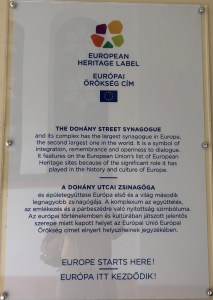 EUROPEAN
HERITAGE LABEL
EURÓPAI
ÖRÖKSÉG CÍM
THE DOHÁNY STREET SYNAGOGUE
and its complex has the largest synagogue in Europe,
the second largest one in the world. It is a symbol of
integration, remembrance and openness to dialogue.
It features on the European Union's list of European
Heritage sites because of the significant role it has
played in the history and culture of Europe.
A DOHÁNY UTCAI ZSINAGÓGA
és épületegyüttese Európa első és a világ második
legnagyobb zsinagógája. A komplexum az együttélés,
az emlékezés és a párbeszédre való nyitottság szimbóluma.
Az európai történelemben és kultúrában játszott jelentős
szerepe miatt kapott helyet az Európai Unió Európai
Örökség címet elnyert helyszíneinek jegyzékében.
EUROPE STARTS HERE!
EURÓPA ITT KEZDŐDIK!